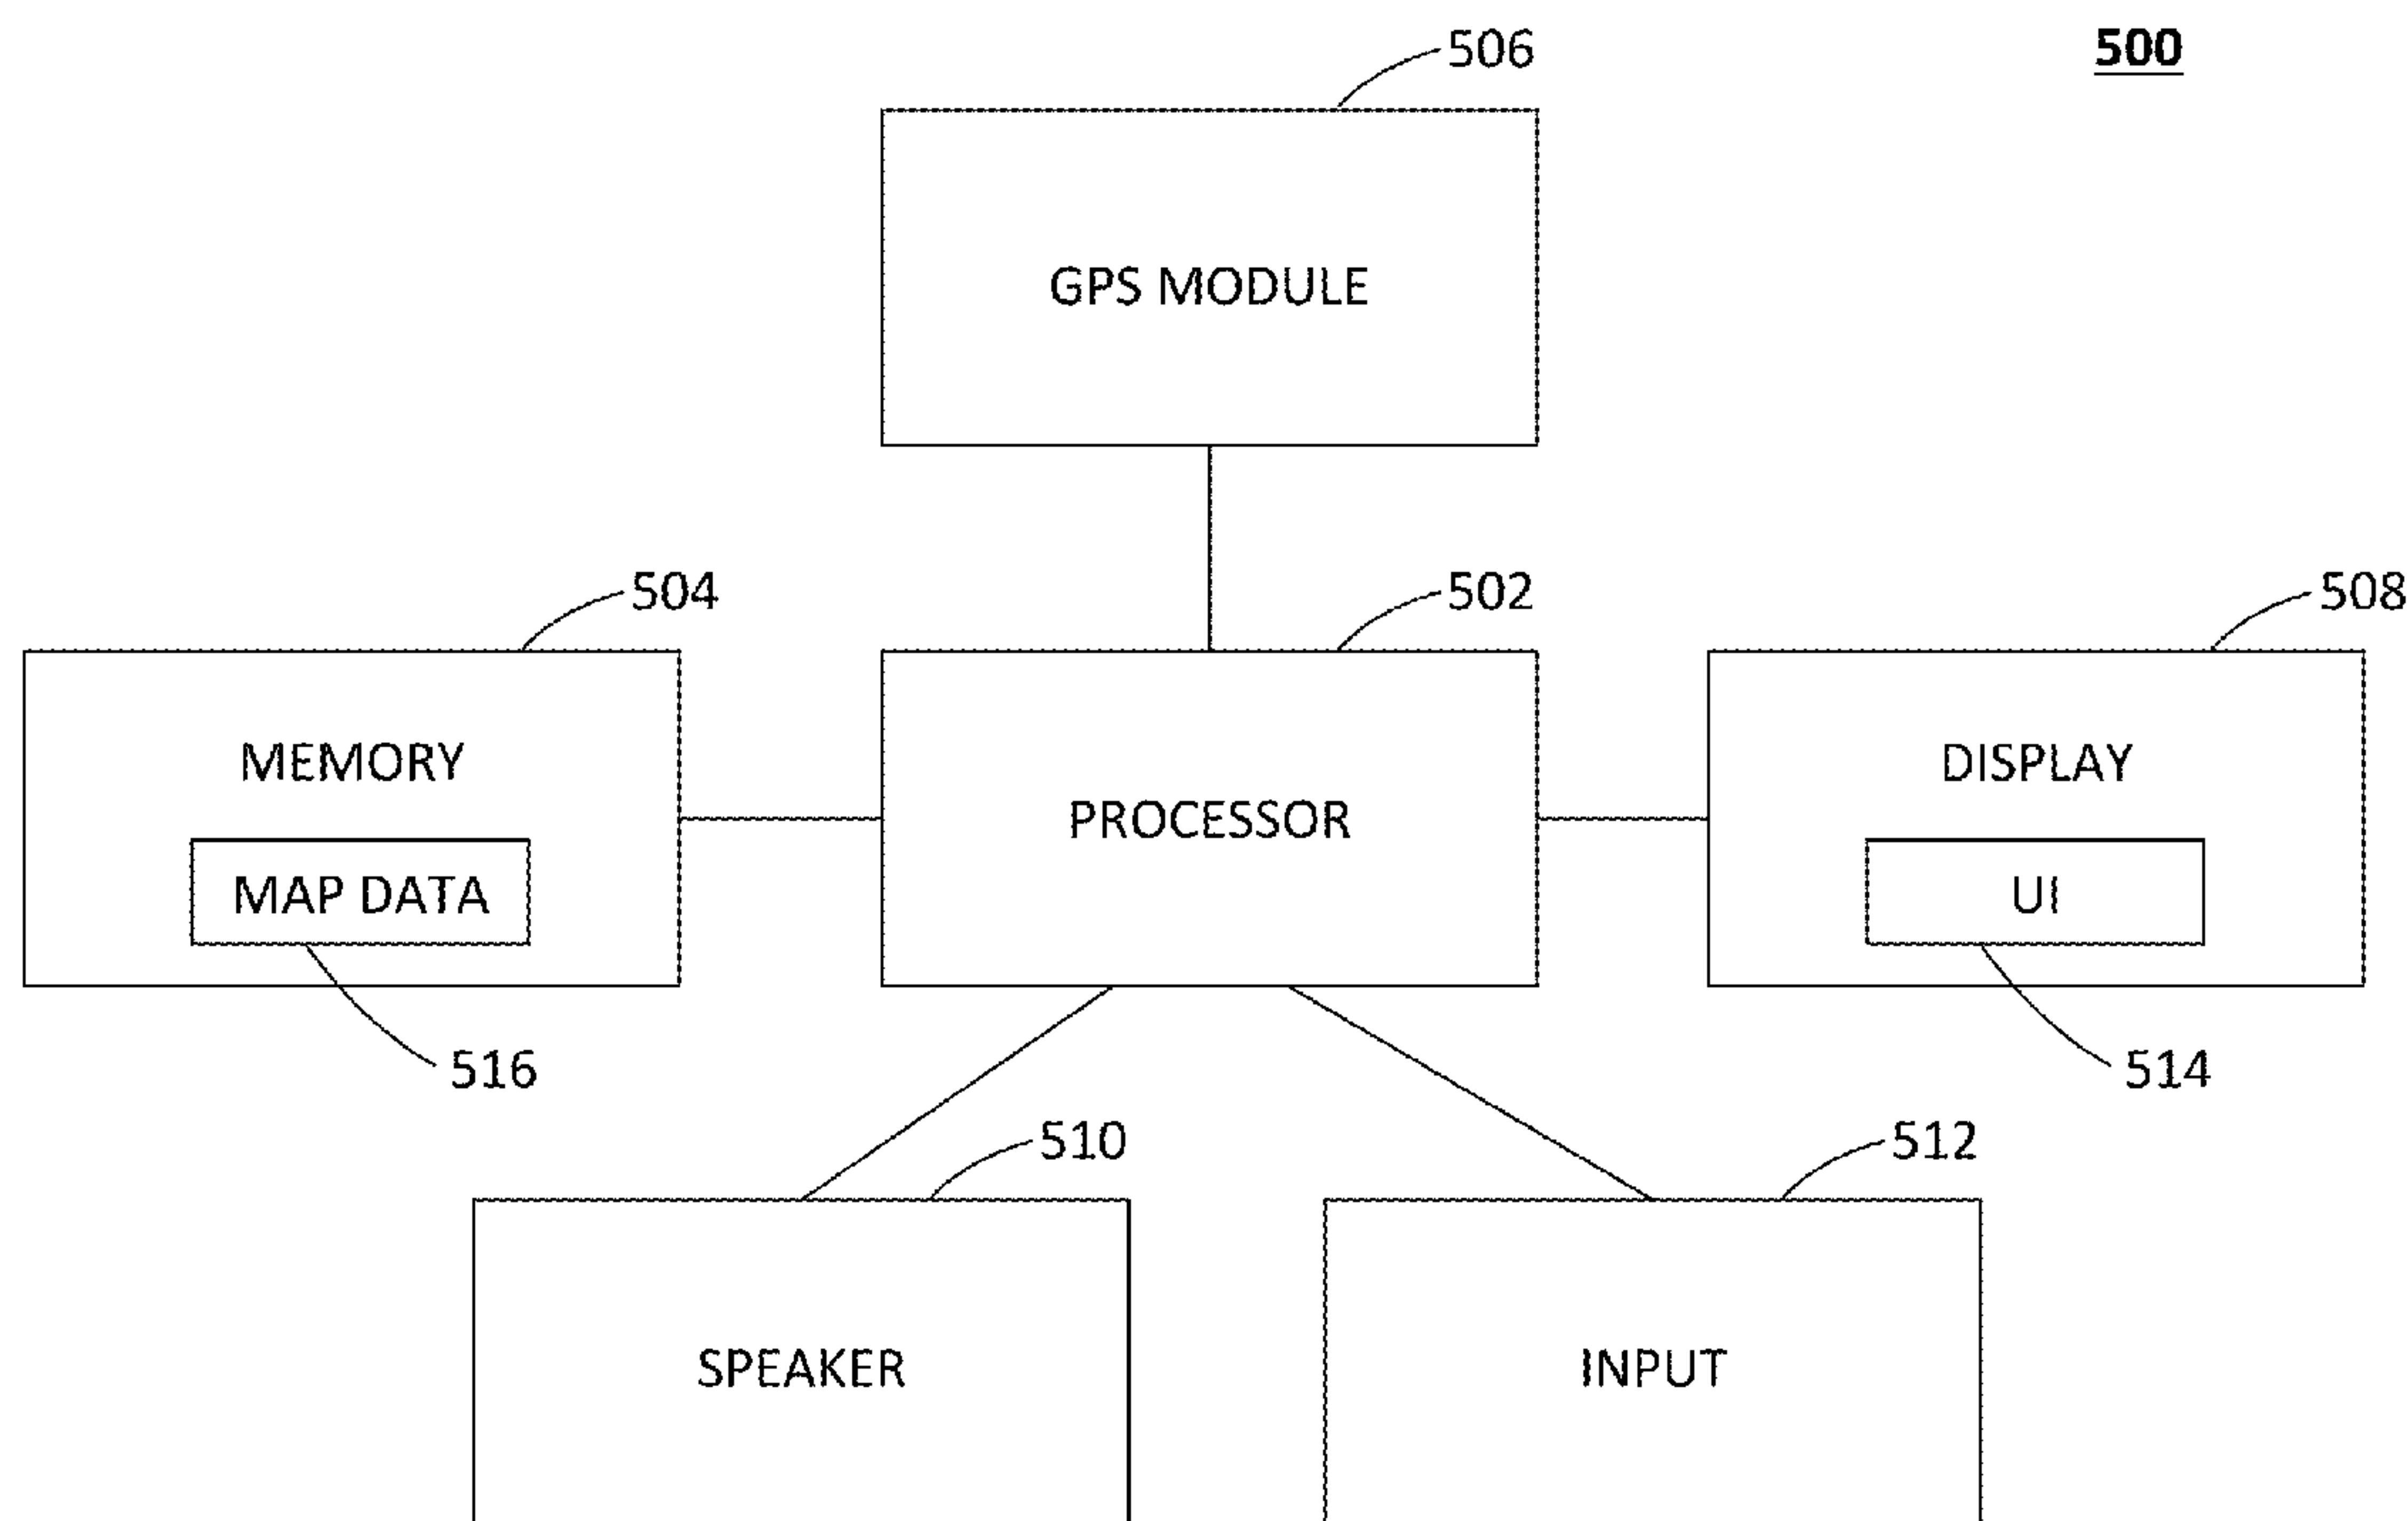 506
500
GPS MODULE
504
502
508
MEMORY
PROCESSOR
DISPLAY
MAP DATA
UI
516
514
510
512
SPEAKER
INPUT